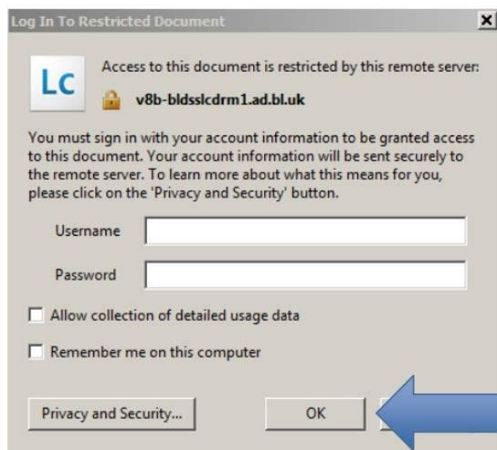 Log In To Restricted Document
Lc
Access to this document is restricted by this remote server:
v8b-bldsslcdrm1.ad.bl.uk
You must sign in with your account information to be granted access
to this document. Your account information will be sent securely to
the remote server. To learn more about what this means for you,
please click on the 'Privacy and Security' button.
Username
Password
Allow collection of detailed usage data
Remember me on this computer
Privacy and Security... OK